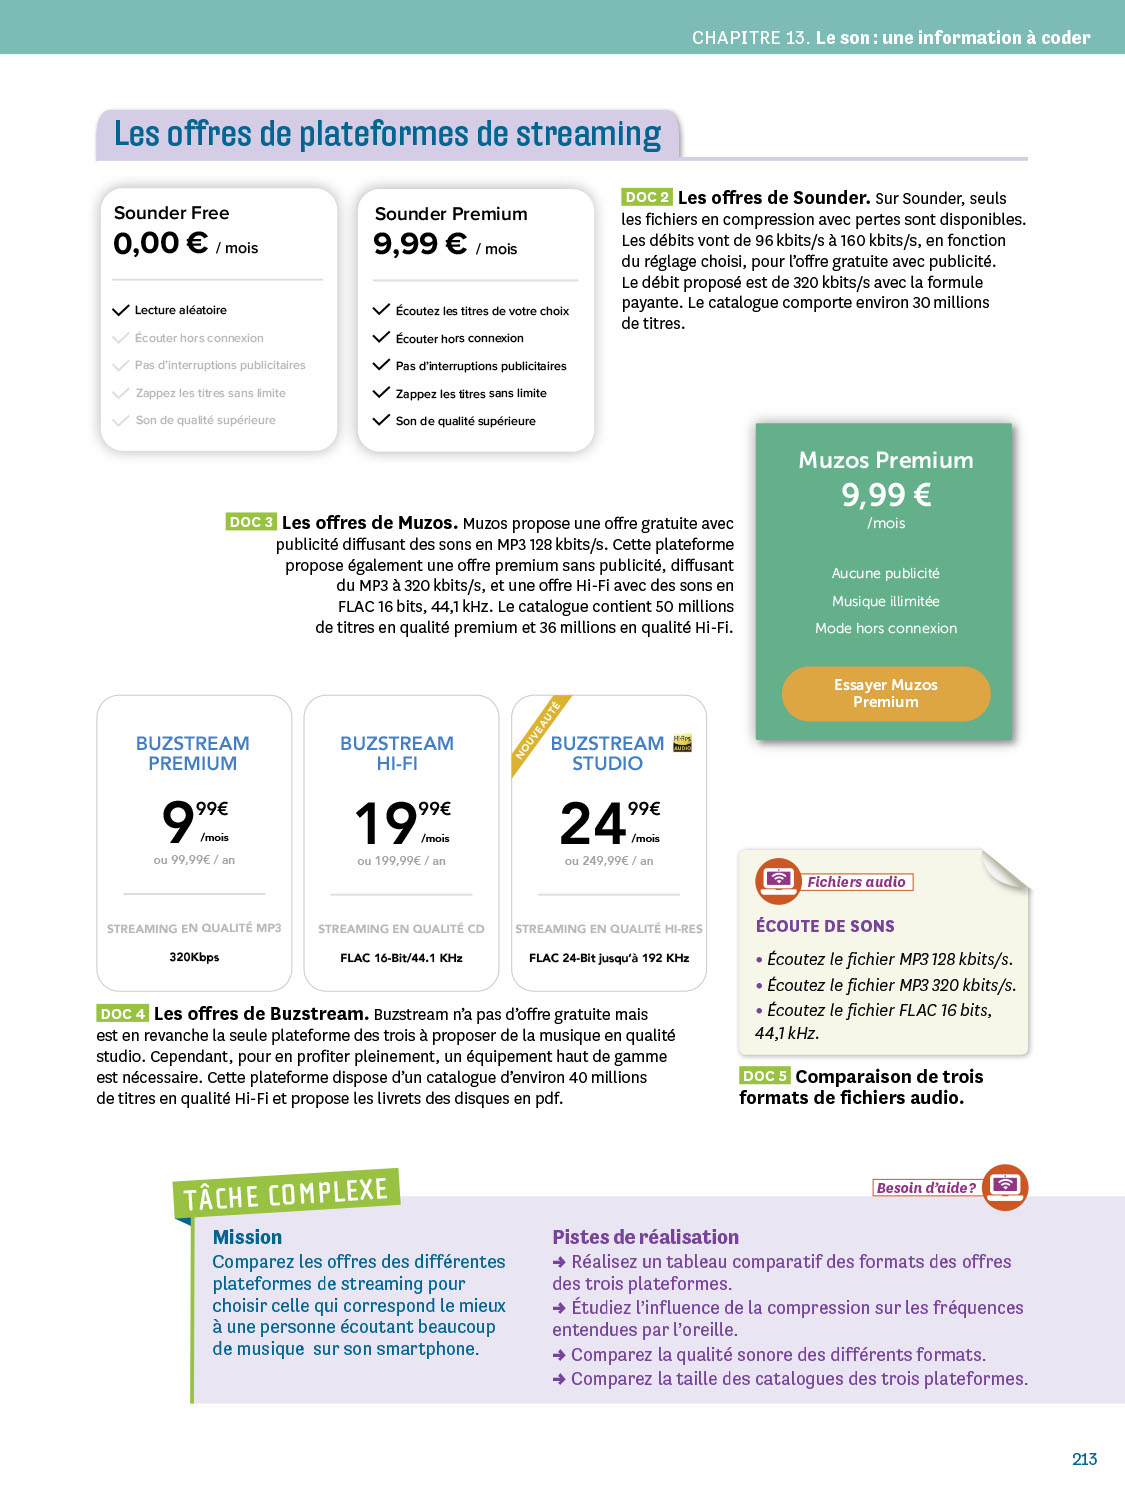 CHAPITRE 13. Le son : une information à coder
Les offres de plateformes de streaming
Sounder Free
0,00 € / mois
Lecture aléatoire
Écouter hors connexion
Pas d'interruptions publicitaires
Zappez les titres sans limite
Son de qualité supérieure
Sounder Premium
9,99 € / mois
Écoutez les titres de votre choix
Écouter hors connexion
Pas d'interruptions publicitaires
Zappez les titres sans limite
Son de qualité supérieure
DOC 2 Les offres de Sounder. Sur Sounder, seuls
les fichiers en compression avec pertes sont disponibles.
Les débits vont de 96 kbits/s à 160 kbits/s, en fonction
du réglage choisi, pour l'offre gratuite avec publicité.
Le débit proposé est de 320 kbits/s avec la formule
payante. Le catalogue comporte environ 30 millions
de titres.
DOC 3 Les offres de Muzos. Muzos propose une offre gratuite avec
publicité diffusant des sons en MP3 128 kbits/s. Cette plateforme
propose également une offre premium sans publicité, diffusant
du MP3 à 320 kbits/s, et une offre Hi-Fi avec des sons en
FLAC 16 bits, 44,1 kHz. Le catalogue contient 50 millions
de titres en qualité premium et 36 millions en qualité Hi-Fi.
Muzos Premium
9,99 €
/mois
Aucune publicité
Musique illimitée
Mode hors connexion
Essayer Muzos
Premium
BUZSTREAM
PREMIUM
9 99€
/mois
ou 99,99€ / an
STREAMING EN QUALITÉ MP3
320Kbps
BUZSTREAM
HI-FI
19 99€
/mois
ou 199,99€ / an
STREAMING EN QUALITÉ CD
FLAC 16-Bit/44.1 KHz
NOUVEAUTÉ
BUZSTREAM
STUDIO
Hi-Res
AUDIO
24 99€
/mois
ou 249,99€ / an
STREAMING EN QUALITÉ HI-RES
FLAC 24-Bit jusqu'à 192 KHz
DOC 4 Les offres de Buzstream. Buzstream n'a pas d'offre gratuite mais
est en revanche la seule plateforme des trois à proposer de la musique en qualité
studio. Cependant, pour en profiter pleinement, un équipement haut de gamme
est nécessaire. Cette plateforme dispose d'un catalogue d'environ 40 millions
de titres en qualité Hi-Fi et propose les livrets des disques en pdf.
Fichiers audio
ÉCOUTE DE SONS
• Écoutez le fichier MP3 128 kbits/s.
• Écoutez le fichier MP3 320 kbits/s.
• Écoutez le fichier FLAC 16 bits,
44,1 kHz.
DOC 5 Comparaison de trois
formats de fichiers audio.
TÂCHE COMPLEXE
Besoin d'aide?
Mission
Comparez les offres des différentes
plateformes de streaming pour
choisir celle qui correspond le mieux
à une personne écoutant beaucoup
de musique sur son smartphone.
Pistes de réalisation
➜ Réalisez un tableau comparatif des formats des offres
des trois plateformes.
➜ Étudiez l'influence de la compression sur les fréquences
entendues par l'oreille.
➜ Comparez la qualité sonore des différents formats.
➜ Comparez la taille des catalogues des trois plateformes.
213